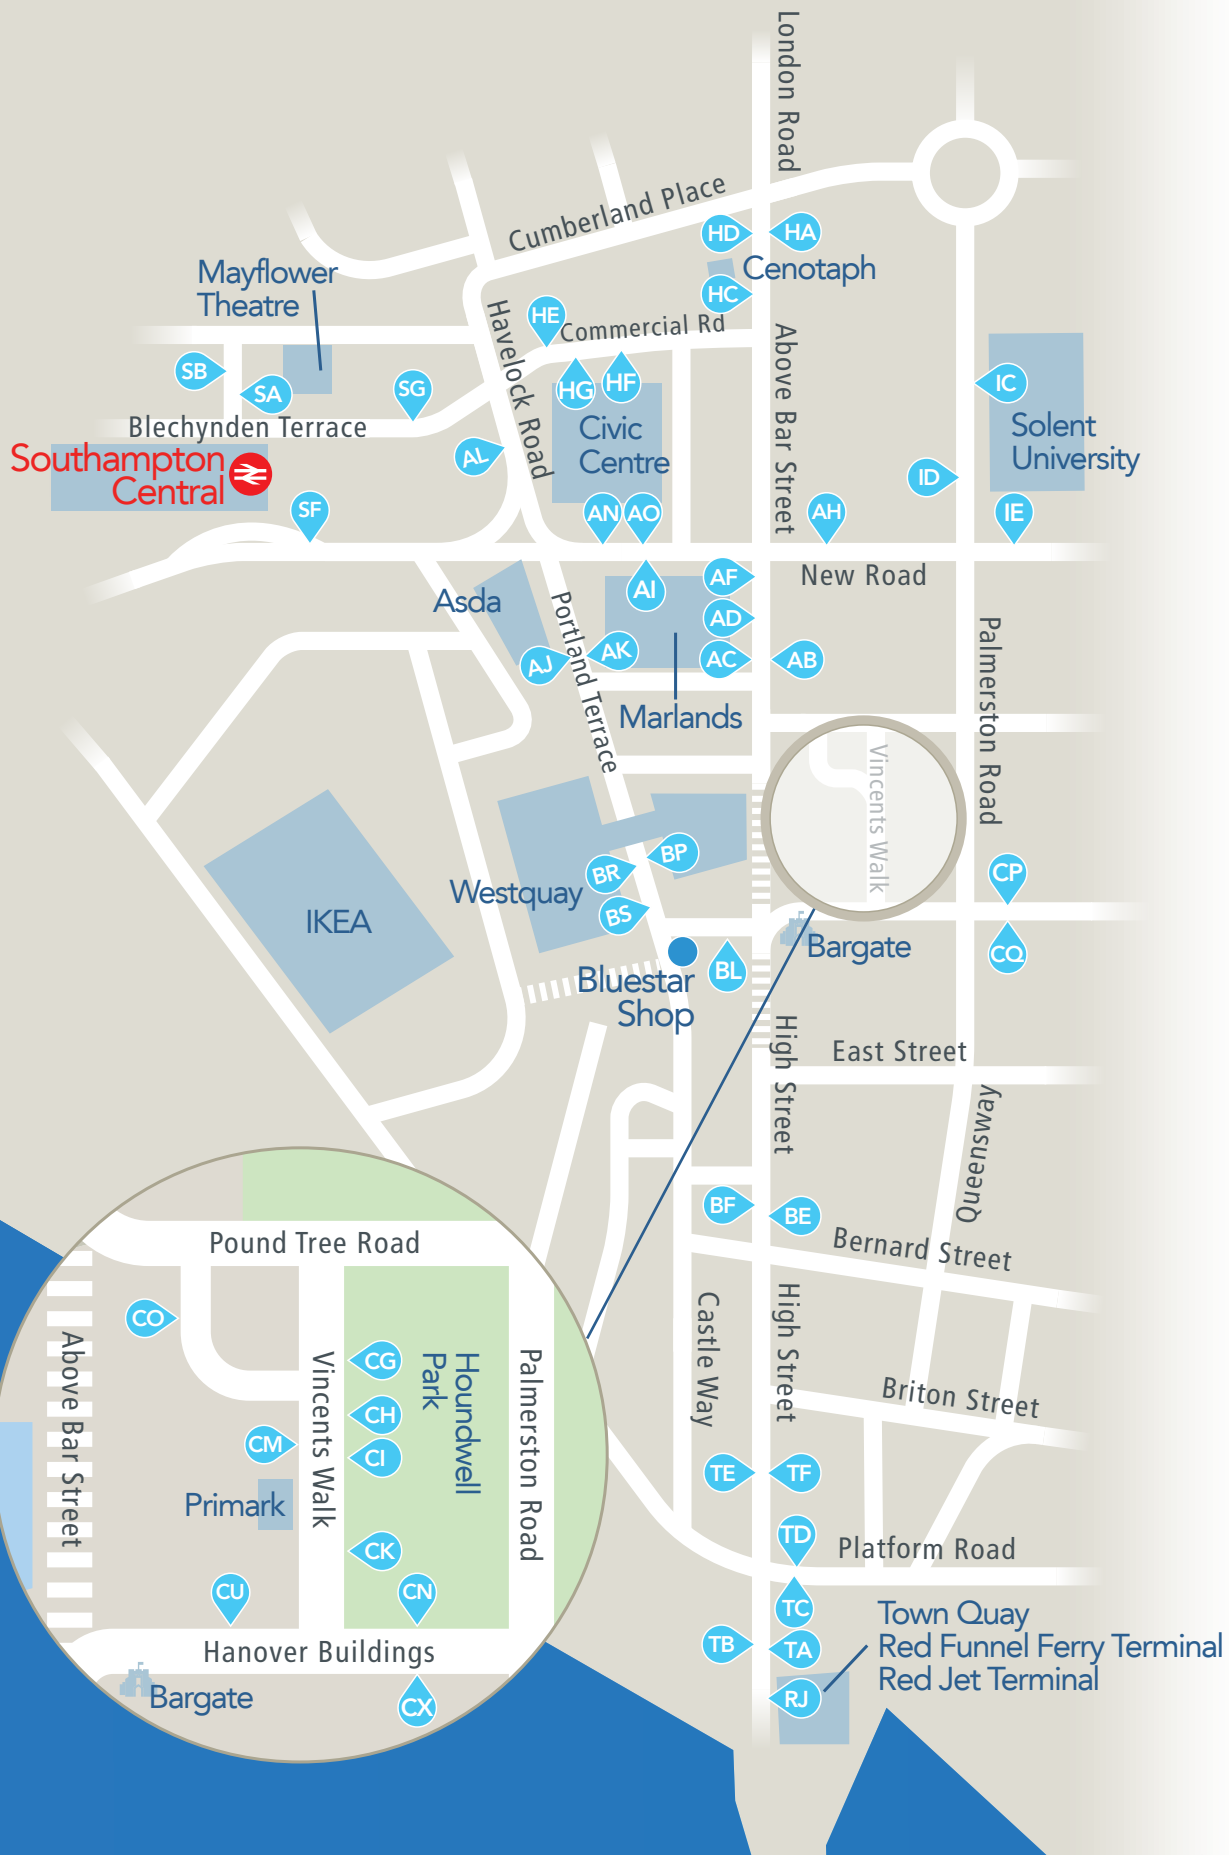 London Road
Cumberland Place
HD
HA
Cenotaph
HC
Mayflower
Theatre
HE
Commercial Rd
Havelock Road
Above Bar Street
SB
SA
SG
HG
HF
IC
Blechynden Terrace
Civic
Centre
Solent
University
Southampton
Central
AL
ID
SF
AN
AO
AH
IE
AI
AF
New Road
Asda
AD
Portland Terrace
AJ
AK
AC
AB
Palmerston Road
Marlands
Vincents Walk
BP
BR
CP
Westquay
BS
IKEA
Bargate
CQ
Bluestar
Shop
BL
High Street
East Street
Queensway
BF
BE
Bernard Street
Castle Way
High Street
Briton Street
TE
TF
TD
Platform Road
TC
TB
TA
Town Quay
Red Funnel Ferry Terminal
Red Jet Terminal
RJ
Pound Tree Road
CO
Above Bar Street
Vincents Walk
CG
CH
CI
Houndwell
Park
Palmerston Road
CM
Primark
CK
CU
CN
Hanover Buildings
Bargate
CX